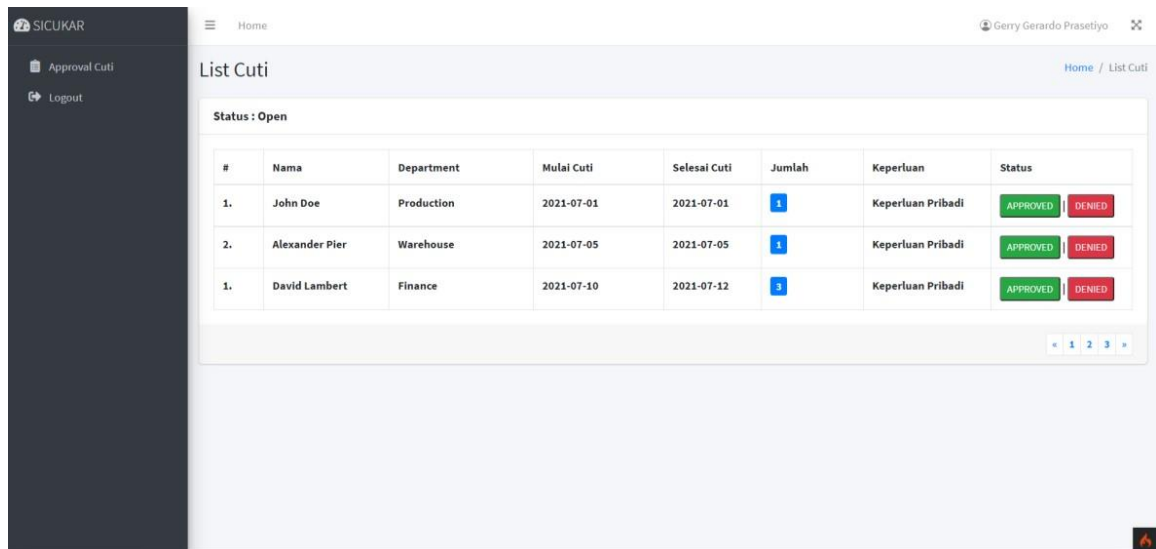 SICUKAR
Home
Gerry Gerardo Prasetiyo
Approval Cuti
Logout
List Cuti
Home / List Cuti
Status : Open
# Nama Department Mulai Cuti Selesai Cuti Jumlah Keperluan Status
1. John Doe Production 2021-07-01 2021-07-01 1 Keperluan Pribadi APPROVED | DENIED
2. Alexander Pier Warehouse 2021-07-05 2021-07-05 1 Keperluan Pribadi APPROVED | DENIED
1. David Lambert Finance 2021-07-10 2021-07-12 3 Keperluan Pribadi APPROVED | DENIED
« 1 2 3 »